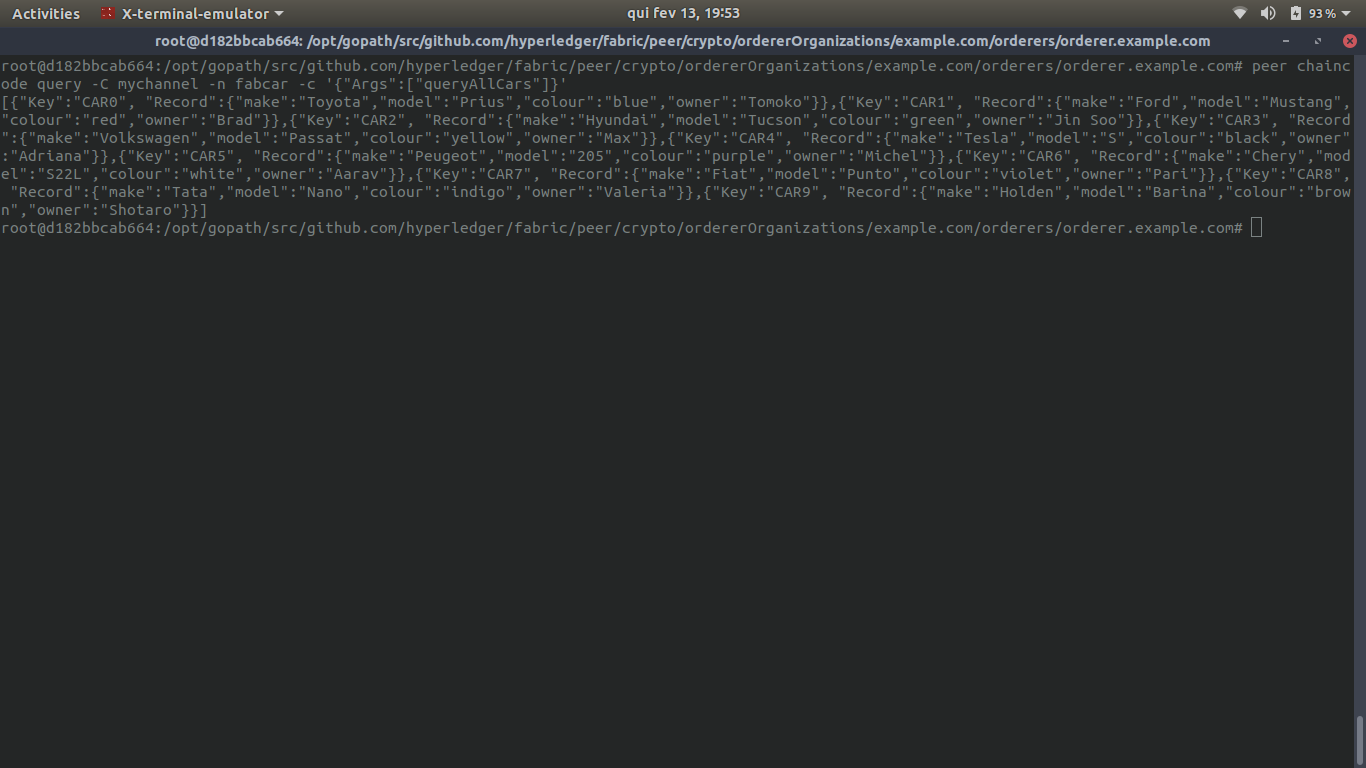 Activities X-terminal-emulator qui fev 13, 19:53 93 %
root@d182bbcab664: /opt/gopath/src/github.com/hyperledger/fabric/peer/crypto/ordererOrganizations/example.com/orderers/orderer.example.com
root@d182bbcab664:/opt/gopath/src/github.com/hyperledger/fabric/peer/crypto/ordererOrganizations/example.com/orderers/orderer.example.com# peer chainc
ode query -C mychannel -n fabcar -c '{"Args":["queryAllCars"]}'
[{"Key":"CAR0", "Record":{"make":"Toyota","model":"Prius","colour":"blue","owner":"Tomoko"}},{"Key":"CAR1", "Record":{"make":"Ford","model":"Mustang",
"colour":"red","owner":"Brad"}},{"Key":"CAR2", "Record":{"make":"Hyundai","model":"Tucson","colour":"green","owner":"Jin Soo"}},{"Key":"CAR3", "Record
":{"make":"Volkswagen","model":"Passat","colour":"yellow","owner":"Max"}},{"Key":"CAR4", "Record":{"make":"Tesla","model":"S","colour":"black","owner"
:"Adriana"}},{"Key":"CAR5", "Record":{"make":"Peugeot","model":"205","colour":"purple","owner":"Michel"}},{"Key":"CAR6", "Record":{"make":"Chery","mod
el":"S22L","colour":"white","owner":"Aarav"}},{"Key":"CAR7", "Record":{"make":"Fiat","model":"Punto","colour":"violet","owner":"Pari"}},{"Key":"CAR8",
 "Record":{"make":"Tata","model":"Nano","colour":"indigo","owner":"Valeria"}},{"Key":"CAR9", "Record":{"make":"Holden","model":"Barina","colour":"brow
n","owner":"Shotaro"}}]
root@d182bbcab664:/opt/gopath/src/github.com/hyperledger/fabric/peer/crypto/ordererOrganizations/example.com/orderers/orderer.example.com#